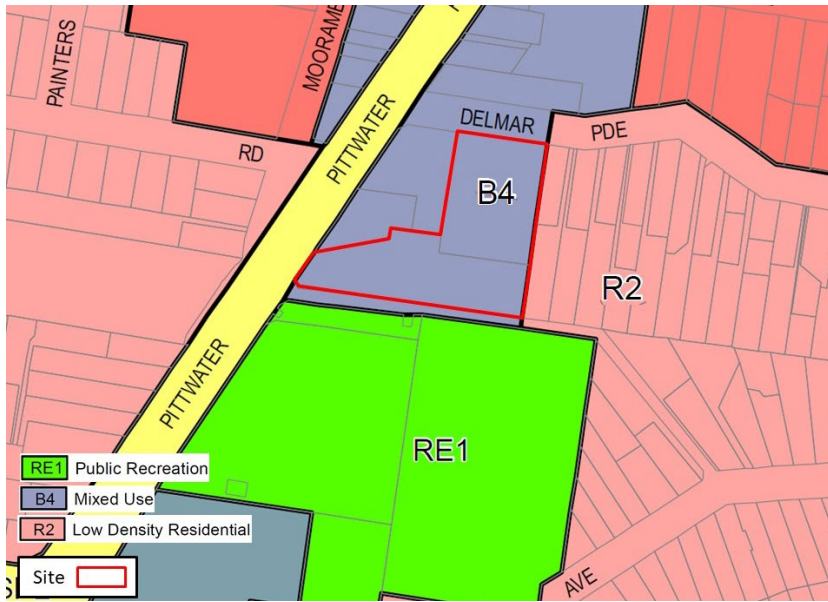 PAINTERS
MOORAME
RD
PITTWATER
DELMAR
PDE
B4
R2
PITTWATER
RE1
AVE
RE1 Public Recreation
B4 Mixed Use
R2 Low Density Residential
Site